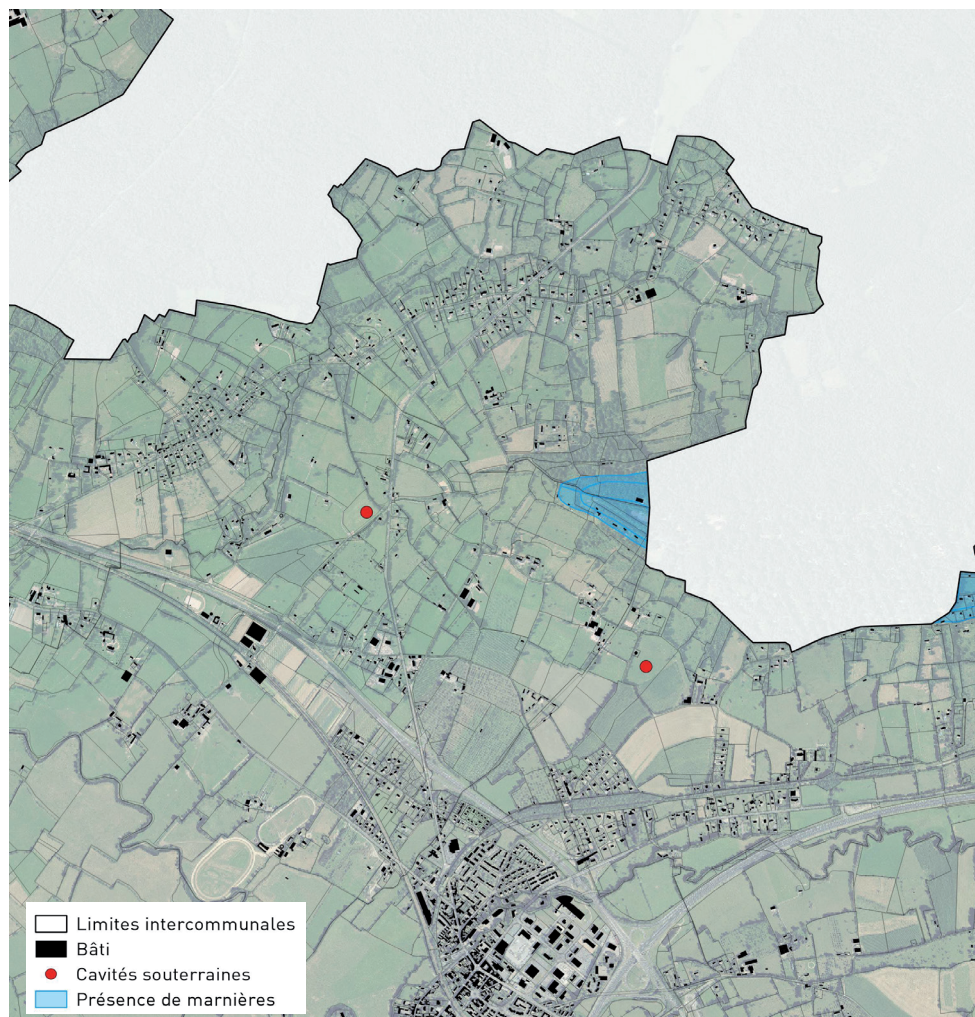 Limites intercommunales
Bâti
Cavités souterraines
Présence de marnières